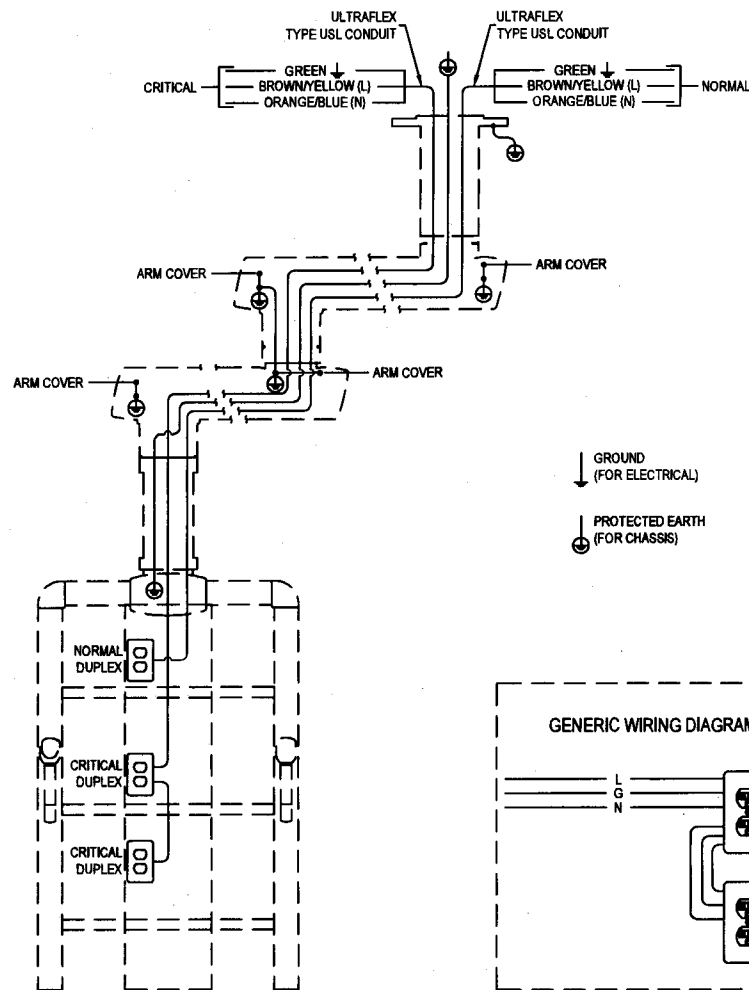 ULTRAFLEX
TYPE USL CONDUIT
ULTRAFLEX
TYPE USL CONDUIT
CRITICAL
GREEN
BROWN/YELLOW (L)
ORANGE/BLUE (N)
GREEN
BROWN/YELLOW (L)
ORANGE/BLUE (N)
NORMAL
ARM COVER
ARM COVER
ARM COVER
ARM COVER
GROUND
(FOR ELECTRICAL)
PROTECTED EARTH
(FOR CHASSIS)
NORMAL
DUPLEX
CRITICAL
DUPLEX
CRITICAL
DUPLEX
GENERIC WIRING DIAGRAM
L
G
N